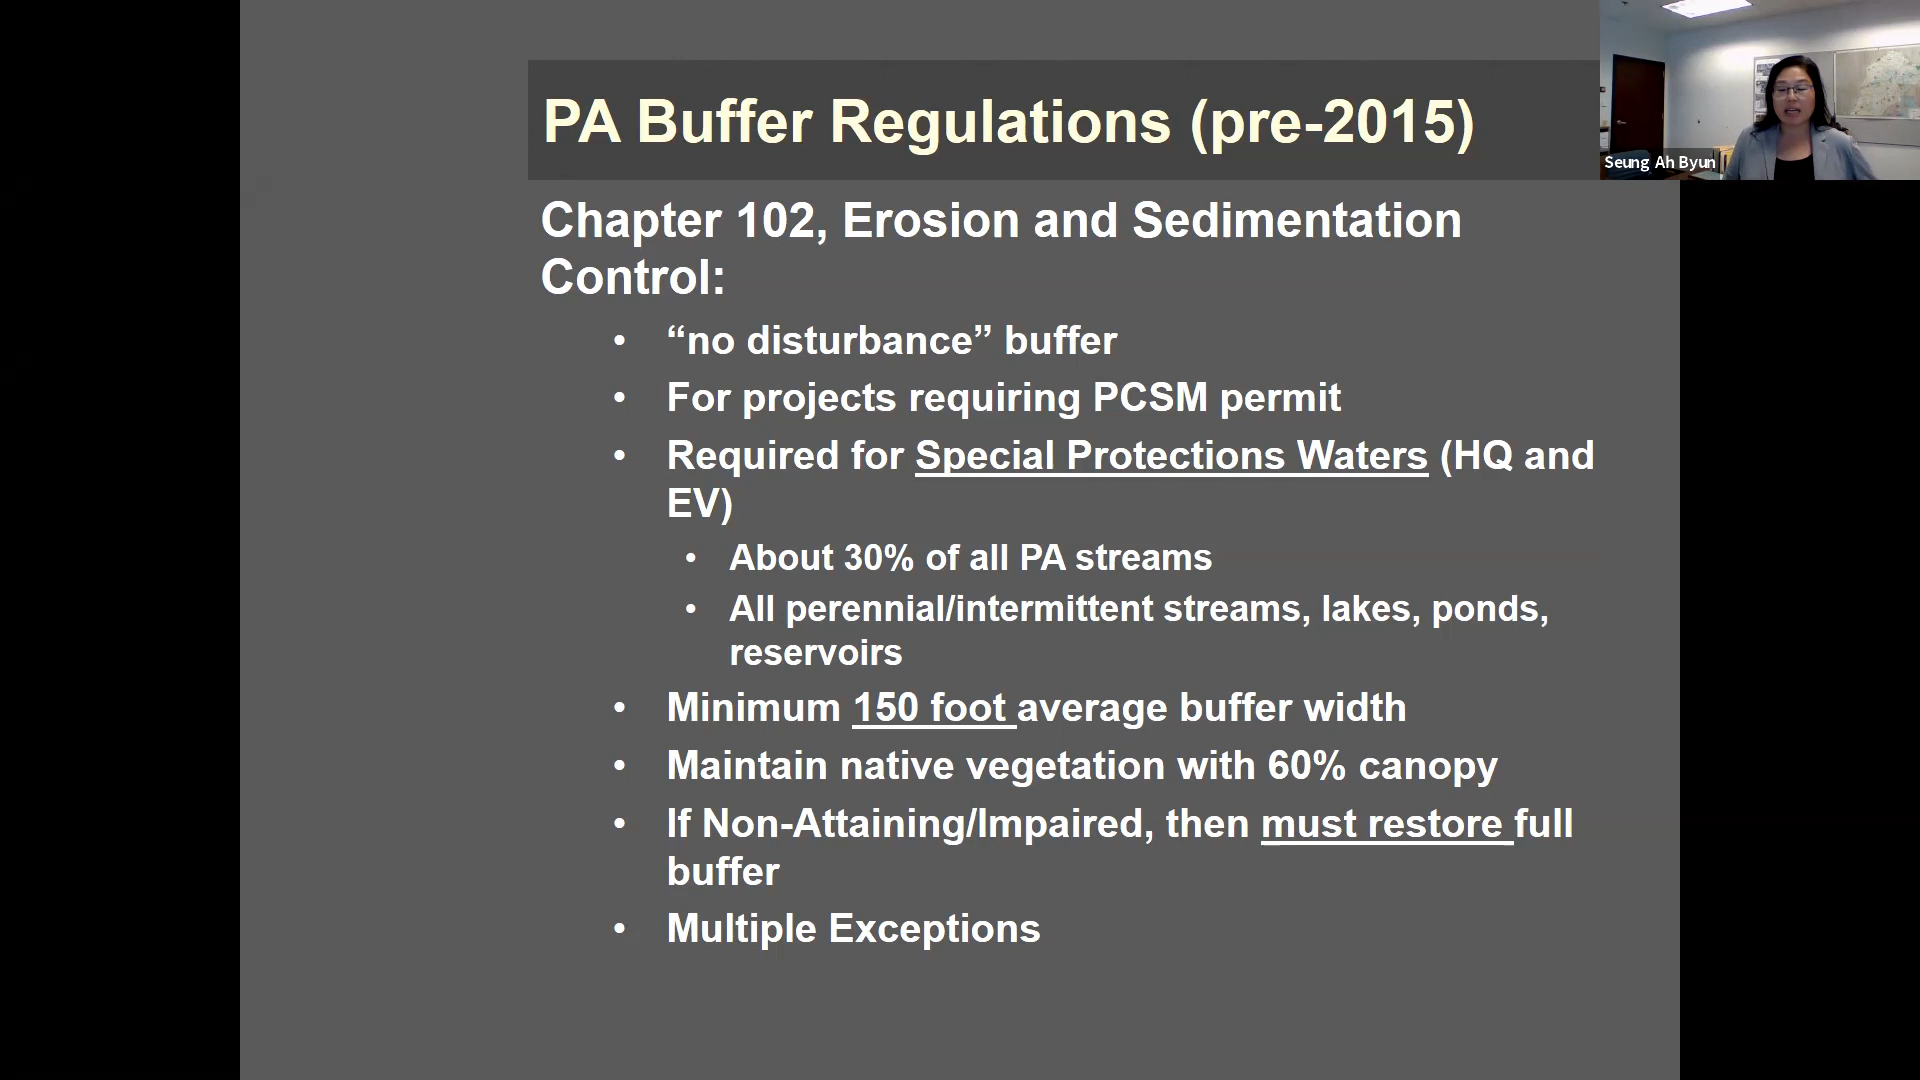 PA Buffer Regulations (pre-2015)
Seung Ah Byun
Chapter 102, Erosion and Sedimentation
Control:
• “no disturbance” buffer
• For projects requiring PCSM permit
• Required for Special Protections Waters (HQ and
EV)
• About 30% of all PA streams
• All perennial/intermittent streams, lakes, ponds,
reservoirs
• Minimum 150 foot average buffer width
• Maintain native vegetation with 60% canopy
• If Non-Attaining/Impaired, then must restore full
buffer
• Multiple Exceptions